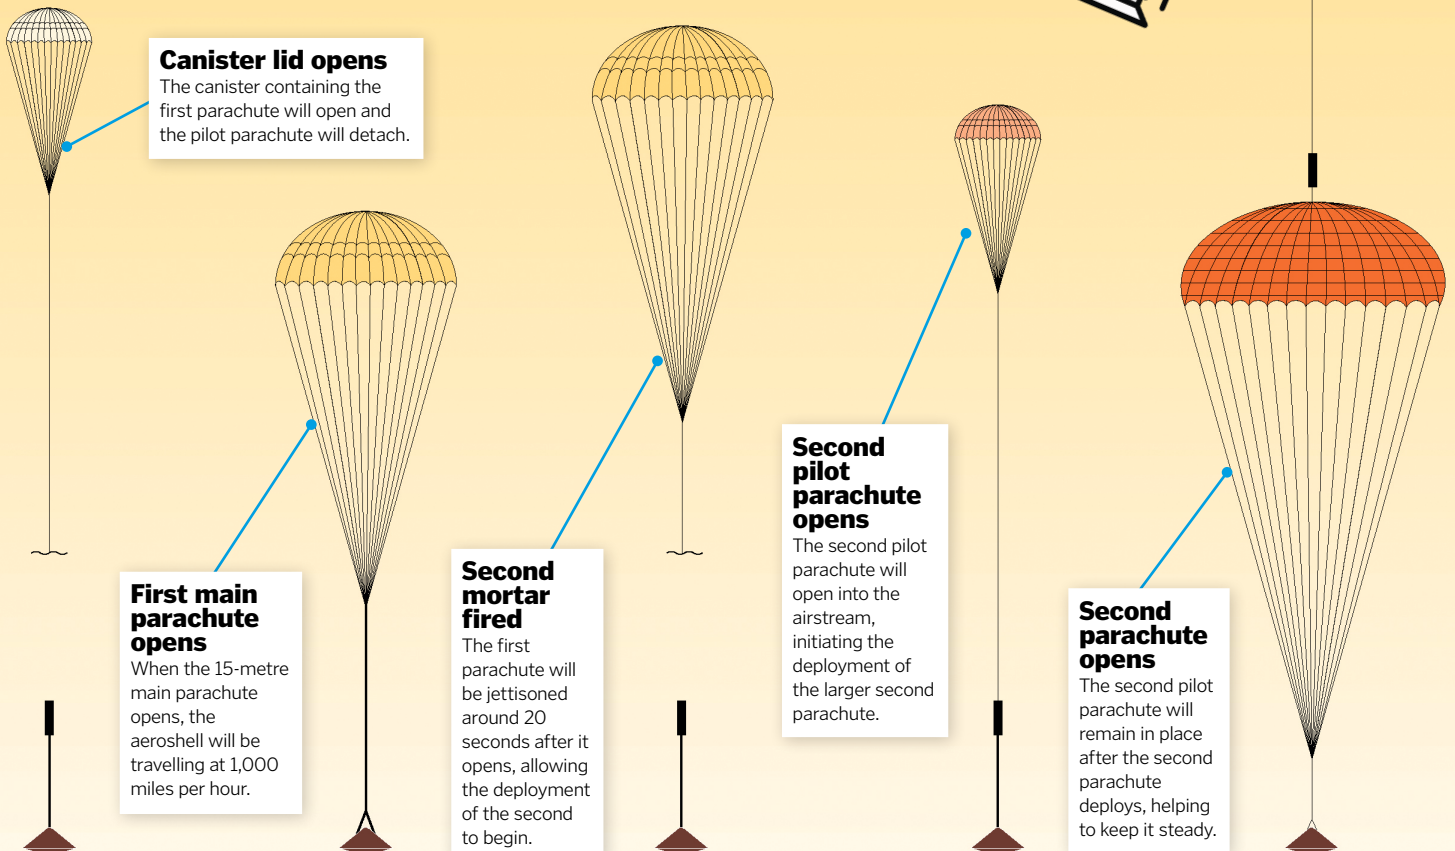 Canister lid opens
The canister containing the
first parachute will open and
the pilot parachute will detach.
First main
parachute
opens
When the 15-metre
main parachute
opens, the
aeroshell will be
travelling at 1,000
miles per hour.
Second
mortar
fired
The first
parachute will
be jettisoned
around 20
seconds after it
opens, allowing
the deployment
of the second
to begin.
Second
pilot
parachute
opens
The second pilot
parachute will
open into the
airstream,
initiating the
deployment of
the larger second
parachute.
Second
parachute
opens
The second pilot
parachute will
remain in place
after the second
parachute
deploys, helping
to keep it steady.